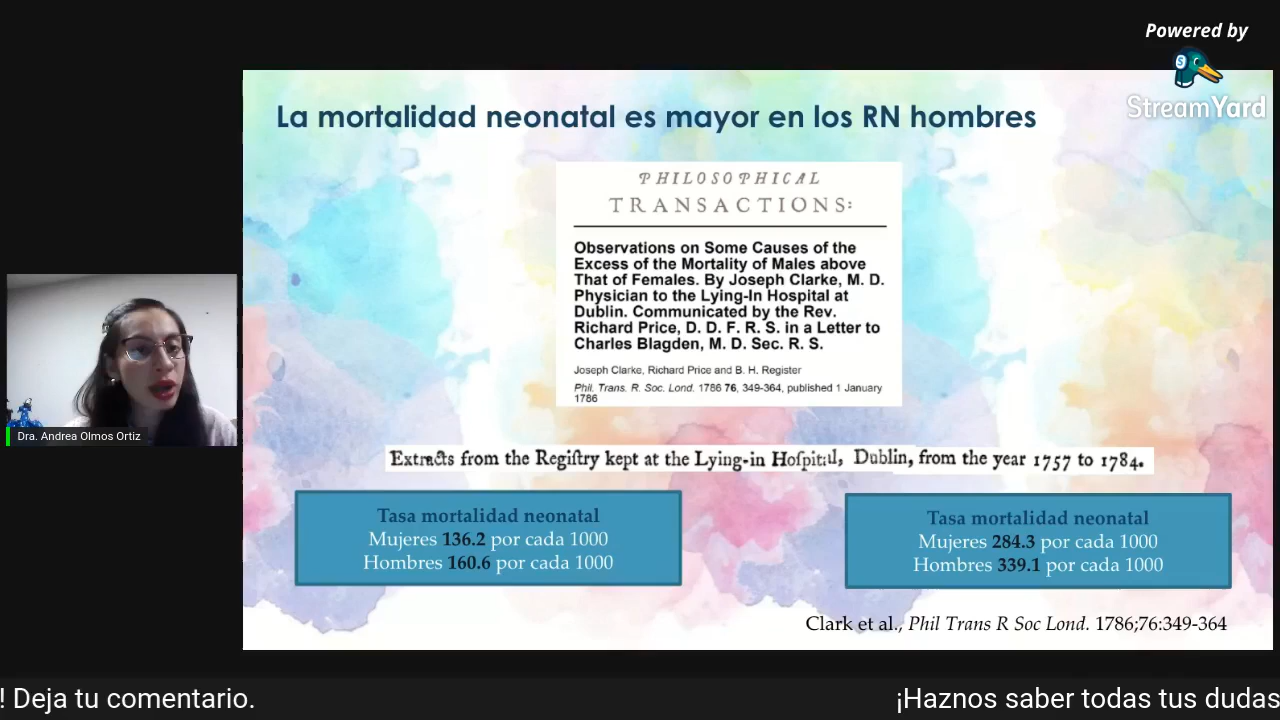 Powered by
StreamYard
La mortalidad neonatal es mayor en los RN hombres
PHILOSOPHICAL
TRANSACTIONS:
Observations on Some Causes of the
Excess of the Mortality of Males above
That of Females. By Joseph Clarke, M. D.
Physician to the Lying-In Hospital at
Dublin. Communicated by the Rev.
Richard Price, D. D. F. R. S. in a Letter to
Charles Blagden, M. D. Sec. R. S.
Joseph Clarke, Richard Price and B. H. Register
Phil. Trans. R. Soc. Lond. 1786 76, 349-364, published 1 January
1786
Extracts from the Regiſtry kept at the Lying-in Hoſpital, Dublin, from the year 1757 to 1784.
Tasa mortalidad neonatal
Mujeres 136.2 por cada 1000
Hombres 160.6 por cada 1000
Tasa mortalidad neonatal
Mujeres 284.3 por cada 1000
Hombres 339.1 por cada 1000
Clark et al., Phil Trans R Soc Lond. 1786;76:349-364
Dra. Andrea Olmos Ortiz
! Deja tu comentario.
¡Haznos saber todas tus dudas